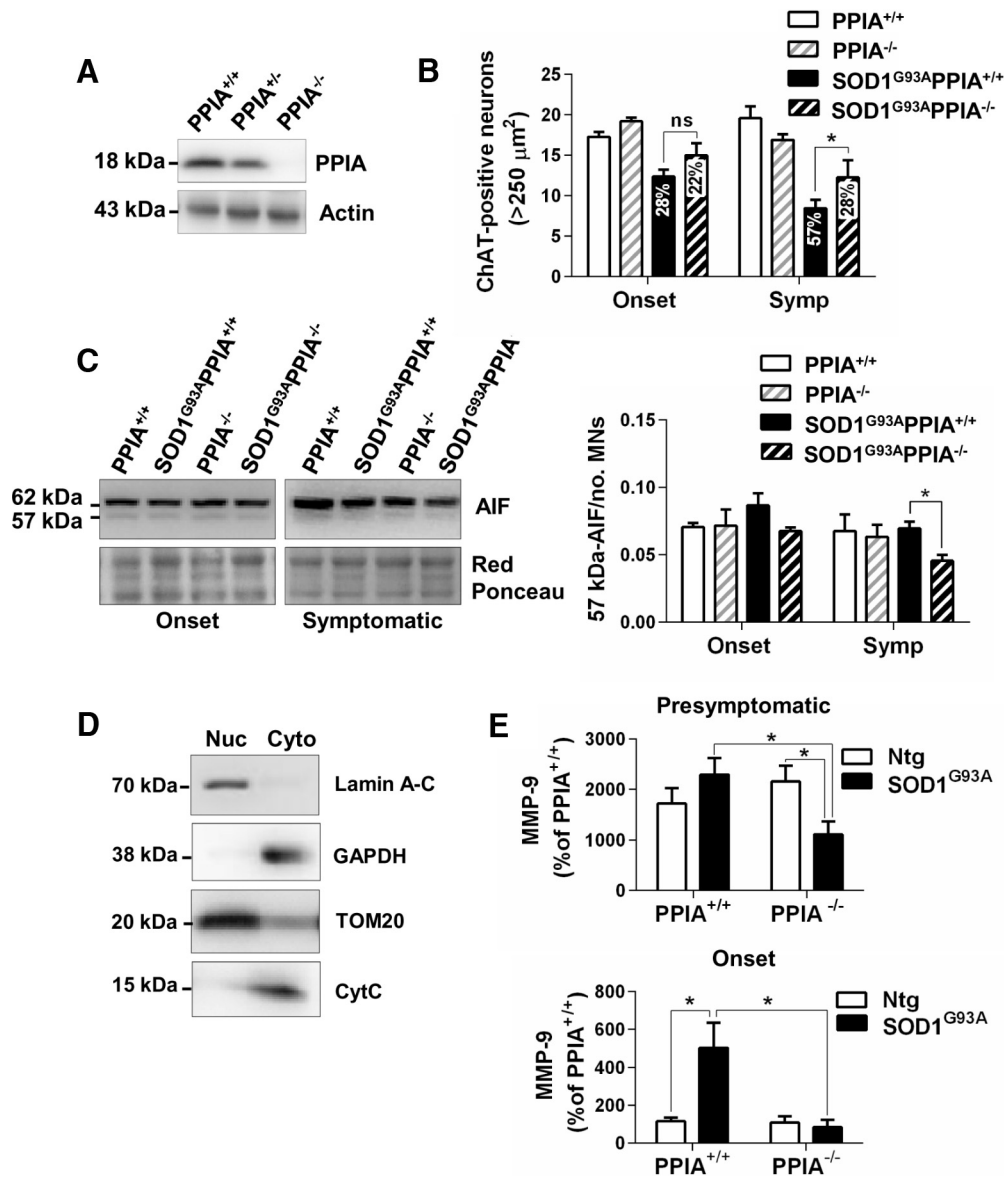 A
PPIA+/+ PPIA+/- PPIA-/-
18 kDa PPIA
43 kDa Actin
B
PPIA+/+
PPIA-/-
SOD1G93APPIA+/+
SOD1G93APPIA-/-
ChAT-positive neurons
(>250 μm2)
25
20
15
10
5
0
ns
*
28% 22% 57% 28%
Onset Symp
C
PPIA+/+ SOD1G93APPIA+/+ PPIA-/- SOD1G93APPIA-/- PPIA+/+ SOD1G93APPIA+/+ PPIA-/- SOD1G93APPIA
62 kDa
57 kDa
AIF
Red
Ponceau
Onset Symptomatic
PPIA+/+
PPIA-/-
SOD1G93APPIA+/+
SOD1G93APPIA-/-
57 kDa-AIF/no. MNs
0.15
0.10
0.05
0.00
*
Onset Symp
D
Nuc Cyto
70 kDa Lamin A-C
38 kDa GAPDH
20 kDa TOM20
15 kDa CytC
E
Presymptomatic
MMP-9
(%of PPIA+/+)
3000
2000
1000
0
*
*
Ntg
SOD1G93A
PPIA+/+ PPIA -/-
Onset
MMP-9
(%of PPIA+/+)
800
600
400
200
0
* *
Ntg
SOD1G93A
PPIA+/+ PPIA-/-